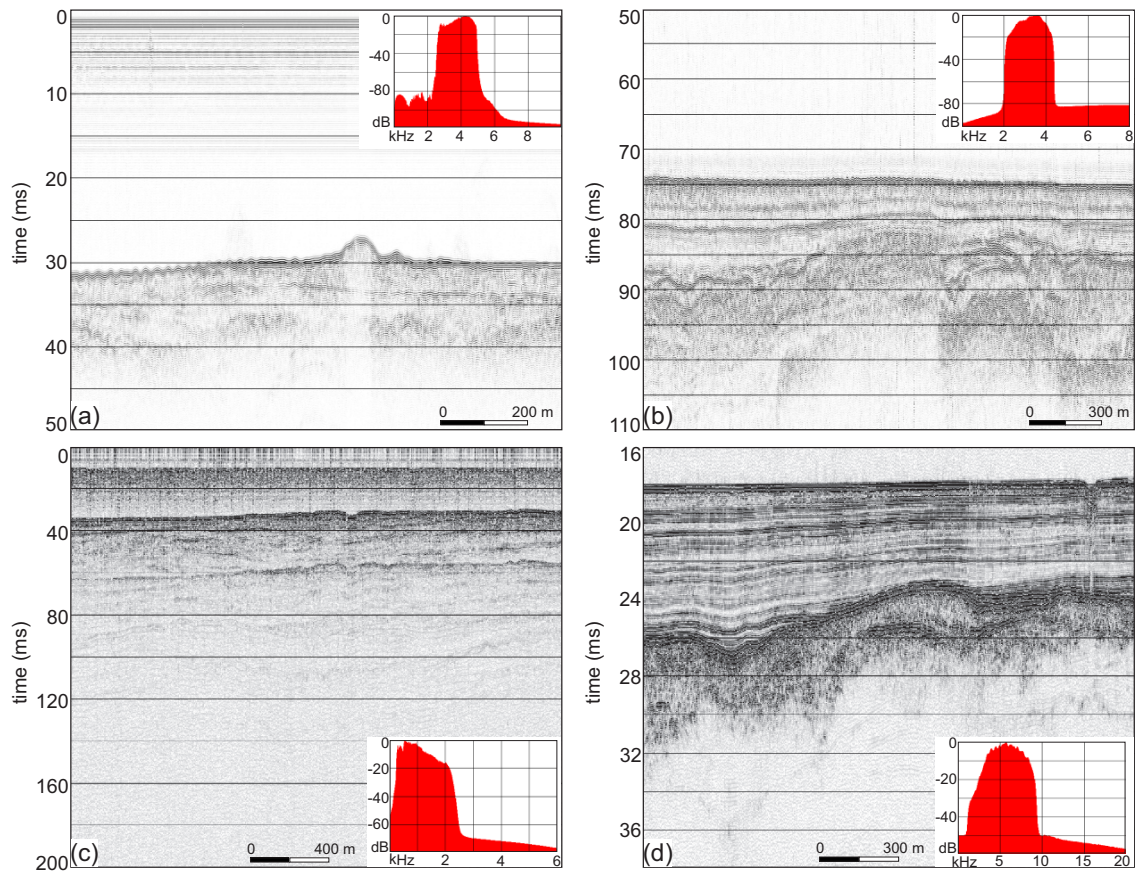 0
10
20
30
40
50
time (ms)
0
-40
-80
dB
kHz 2 4 6 8
(a)
0 200 m
50
60
70
80
90
100
110
time (ms)
0
-40
-80
dB
kHz 2 4 6 8
(b)
0 300 m
0
40
80
120
160
200
time (ms)
0
-20
-40
-60
dB
kHz 2 4 6
(c)
0 400 m
16
20
24
28
32
36
time (ms)
0
-20
-40
dB
kHz 5 10 15 20
(d)
0 300 m